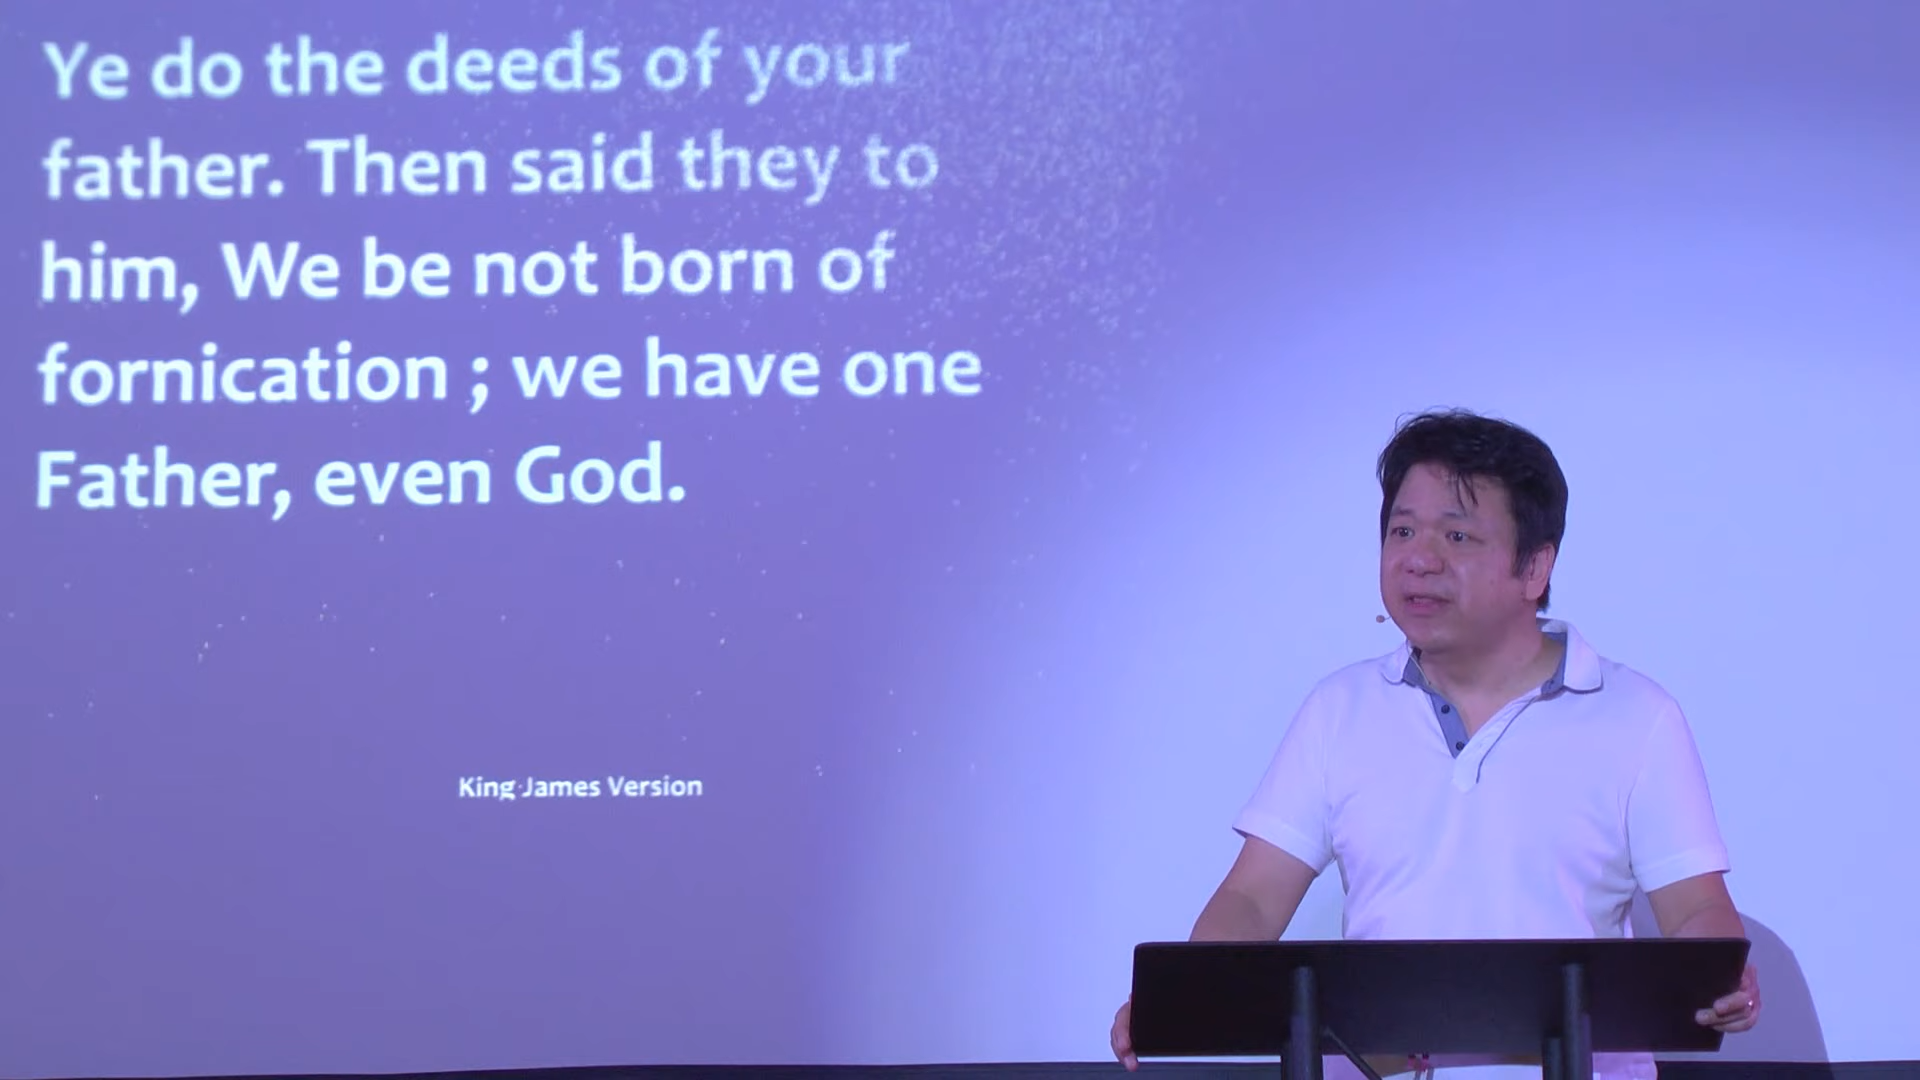 Ye do the deeds of your
father. Then said they to
him, We be not born of
fornication ; we have one
Father, even God.
King James Version